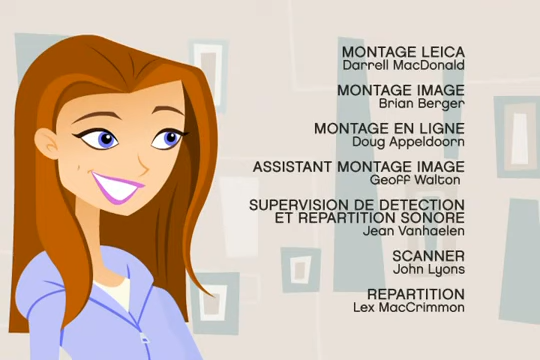 MONTAGE LEICA
Darrell MacDonald
MONTAGE IMAGE
Brian Berger
MONTAGE EN LIGNE
Doug Appeldoorn
ASSISTANT MONTAGE IMAGE
Geoff Walton
SUPERVISION DE DETECTION
ET REPARTITION SONORE
Jean Vanhaelen
SCANNER
John Lyons
REPARTITION
Lex MacCrimmon